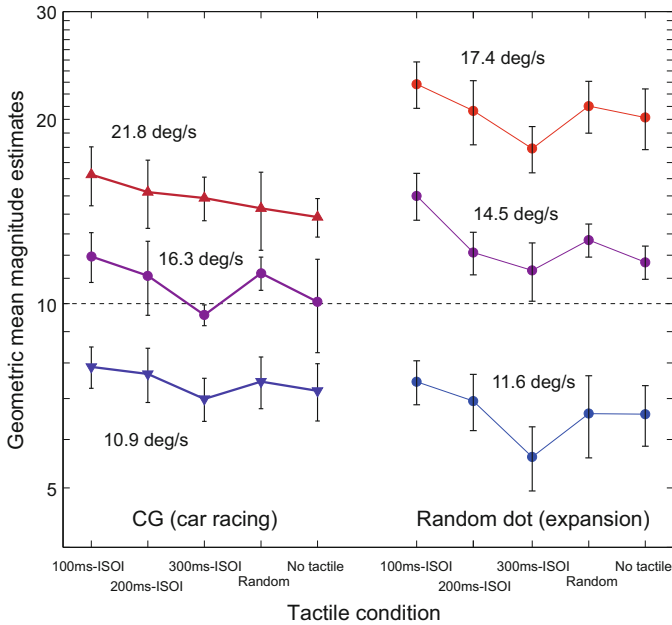 Geometric mean magnitude estimates
30
20
10
5
21.8 deg/s
16.3 deg/s
10.9 deg/s
CG (car racing)
17.4 deg/s
14.5 deg/s
11.6 deg/s
Random dot (expansion)
100ms-ISOI
200ms-ISOI
300ms-ISOI
Random
No tactile
100ms-ISOI
200ms-ISOI
300ms-ISOI
Random
No tactile
Tactile condition